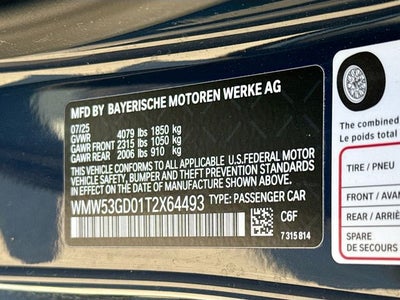 MFD BY BAYERISCHE MOTOREN WERKE AG
07/25
GVWR 4079 lbs 1850 kg
GAWR FRONT 2315 lbs 1050 kg
GAWR REAR 2006 lbs 910 kg
THIS VEHICLE CONFORMS TO ALL APPLICABLE U.S.FEDERAL MOTOR
VEHICLE SAFETY, BUMPER, AND THEFT PREVENTION STANDARDS
IN EFFECT ON THE DATE OF MANUFACTURE SHOWN ABOVE.
WMW53GD01T2X64493 TYPE: PASSENGER CAR
C6F
7315814
The combined
Le poids total
TIRE / PNEU
FRONT / AVANT
REAR / ARRIÈ
SPARE
DE SECOURS